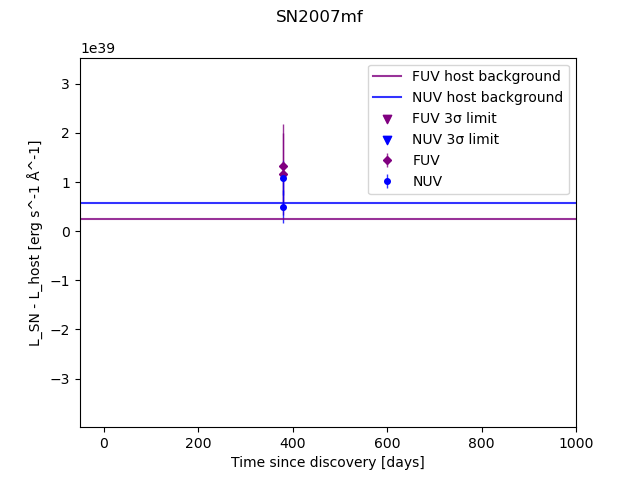 SN2007mf
1e39
FUV host background
NUV host background
FUV 3σ limit
NUV 3σ limit
FUV
NUV
L_SN - L_host [erg s^-1 Å^-1]
3
2
1
0
−1
−2
−3
0 200 400 600 800 1000
Time since discovery [days]